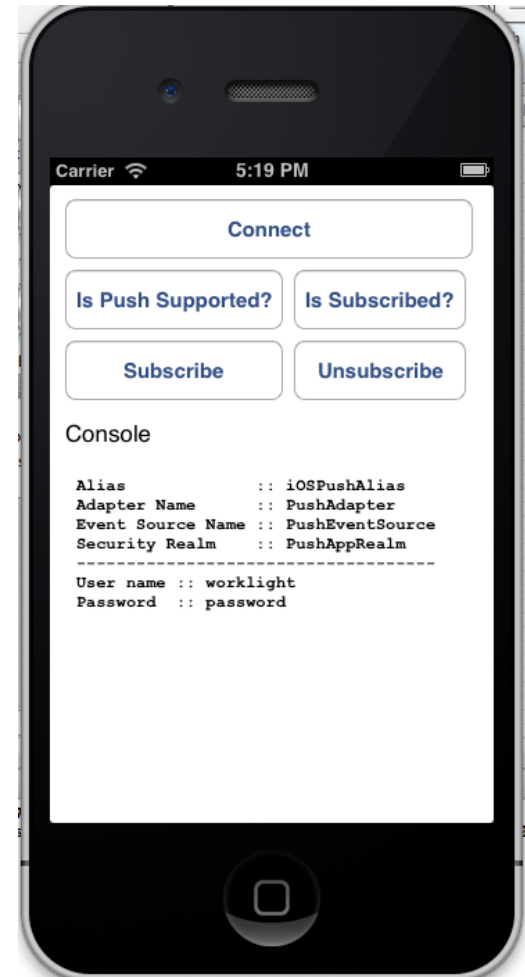 Carrier 5:19 PM
Connect
Is Push Supported? Is Subscribed?
Subscribe Unsubscribe
Console
Alias :: iOSPushAlias
Adapter Name :: PushAdapter
Event Source Name :: PushEventSource
Security Realm :: PushAppRealm
------------------------------------
User name :: worklight
Password :: password